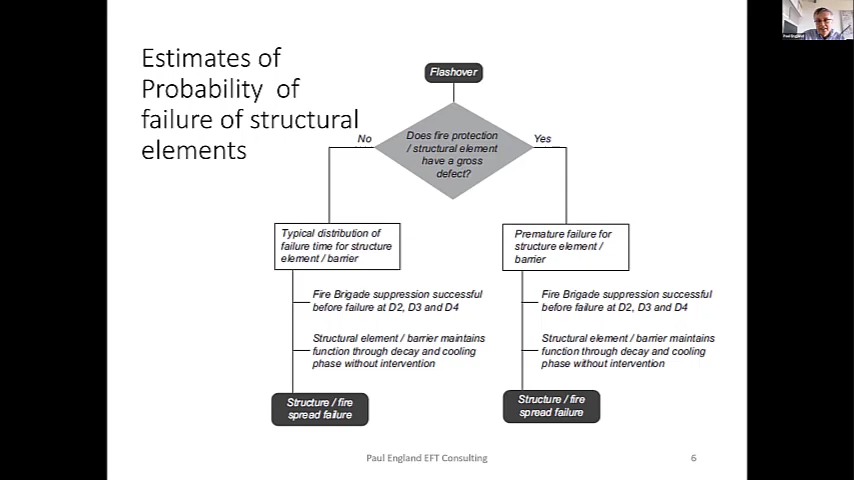 Estimates of
Probability of
failure of structural
elements
Flashover
No
Does fire protection
/ structural element
have a gross
defect?
Yes
Typical distribution of
failure time for structure
element / barrier
Premature failure for
structure element /
barrier
Fire Brigade suppression successful
before failure at D2, D3 and D4
Fire Brigade suppression successful
before failure at D2, D3 and D4
Structural element / barrier maintains
function through decay and cooling
phase without intervention
Structural element / barrier maintains
function through decay and cooling
phase without intervention
Structure / fire
spread failure
Structure / fire
spread failure
Paul England EFT Consulting
6
Paul England